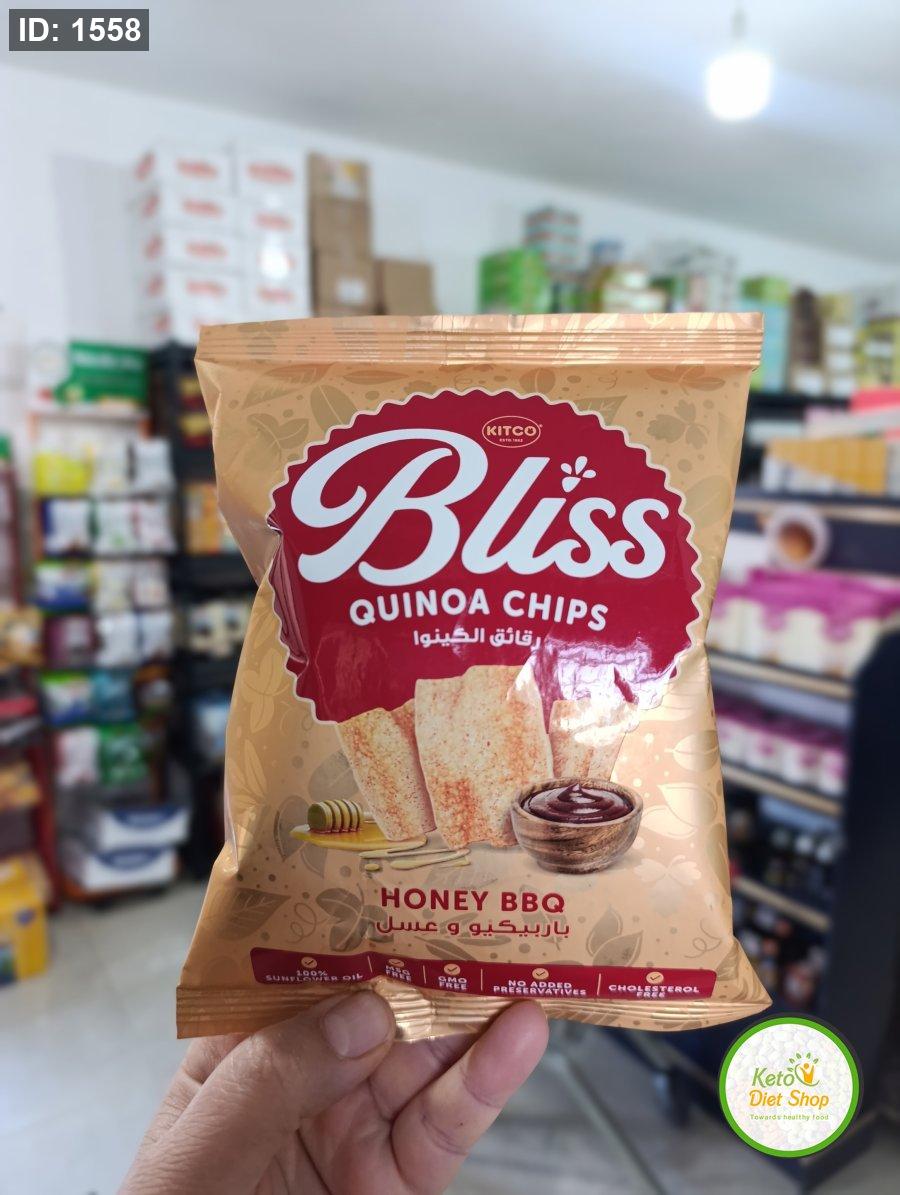 ID: 1558
KITCO
ESTD 1982
Bliss
QUINOA CHIPS
رقائق الكينوا
HONEY BBQ
باربيكيو و عسل
100% SUNFLOWER OIL
MSG FREE
GMO FREE
NO ADDED PRESERVATIVES
CHOLESTEROL FREE
Keto
Diet Shop
Towards healthy food